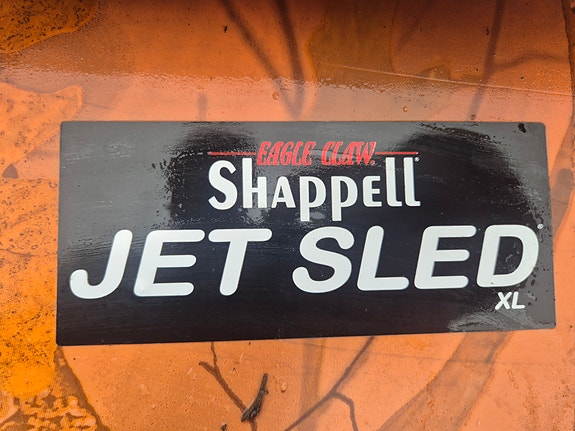 EAGLE CLAW
SHAppELL
JET SLED
XL